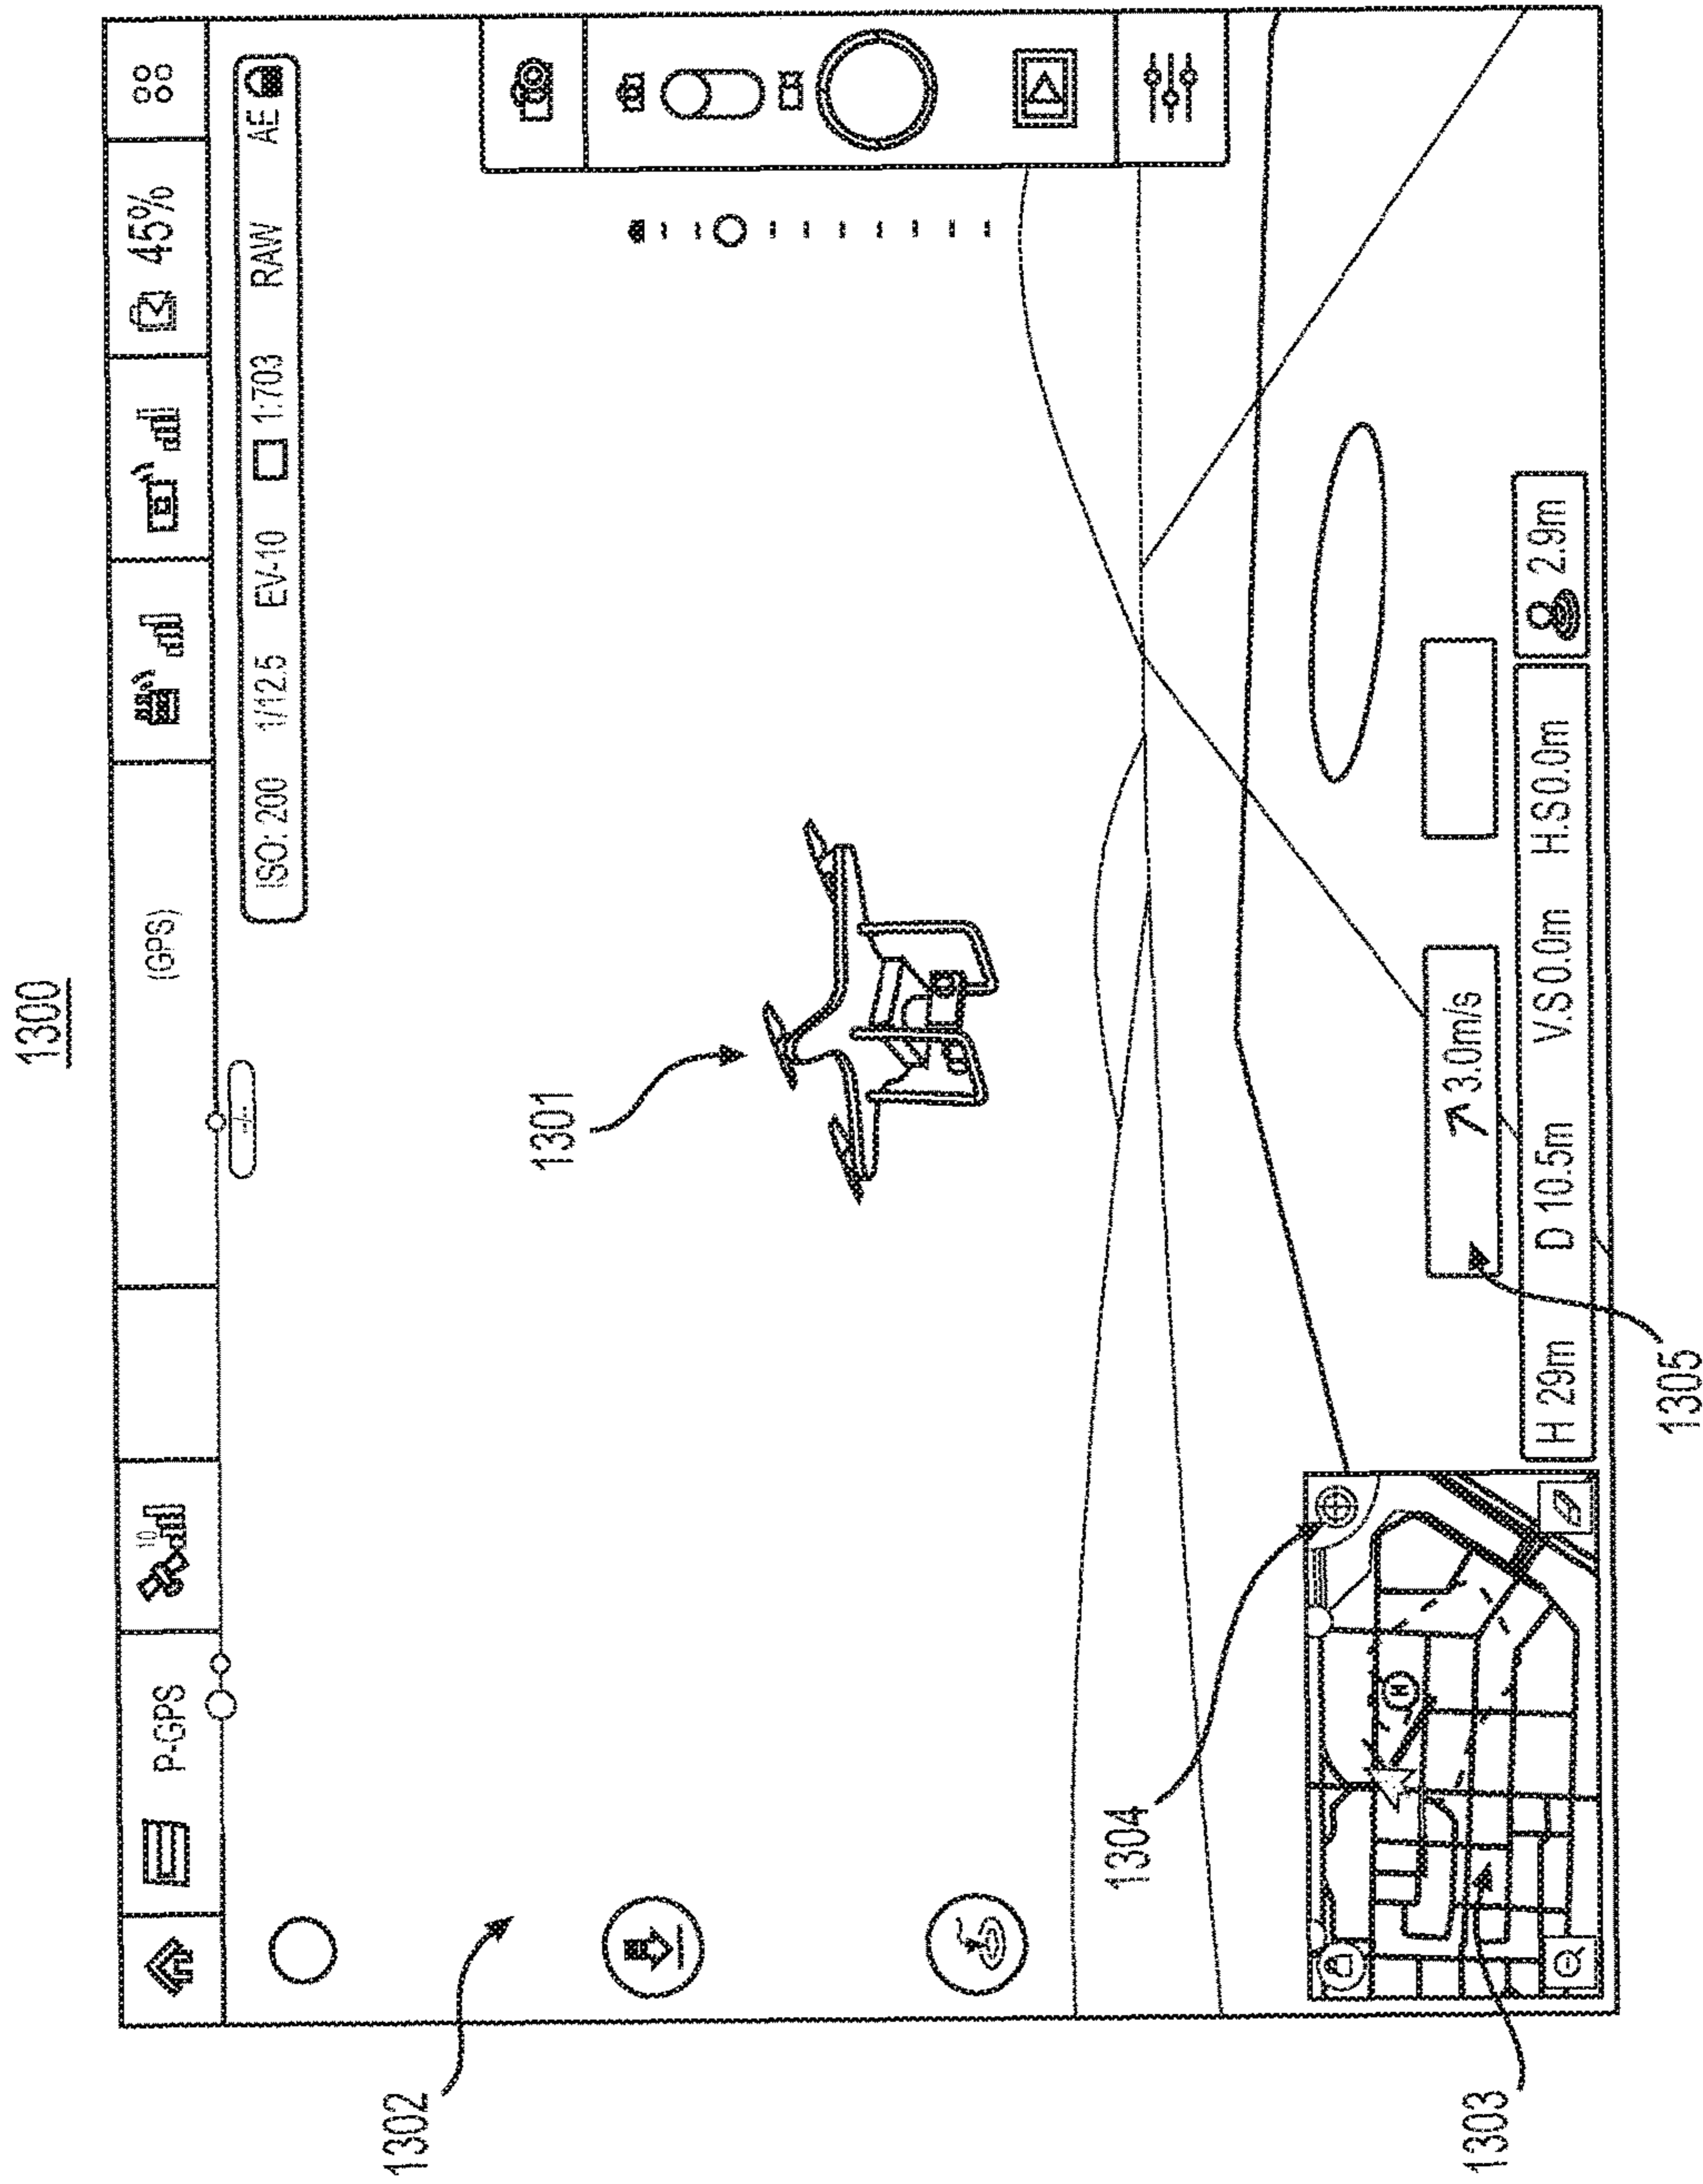 1300
P-GPS
10
(GPS)
45%
ISO: 200 1/12.5 EV-10 1:703 RAW AE
1302
1301
1304
H
3.0m/s
H 29m D 10.5m V.S 0.0m H.S 0.0m
2.9m
1303
1305